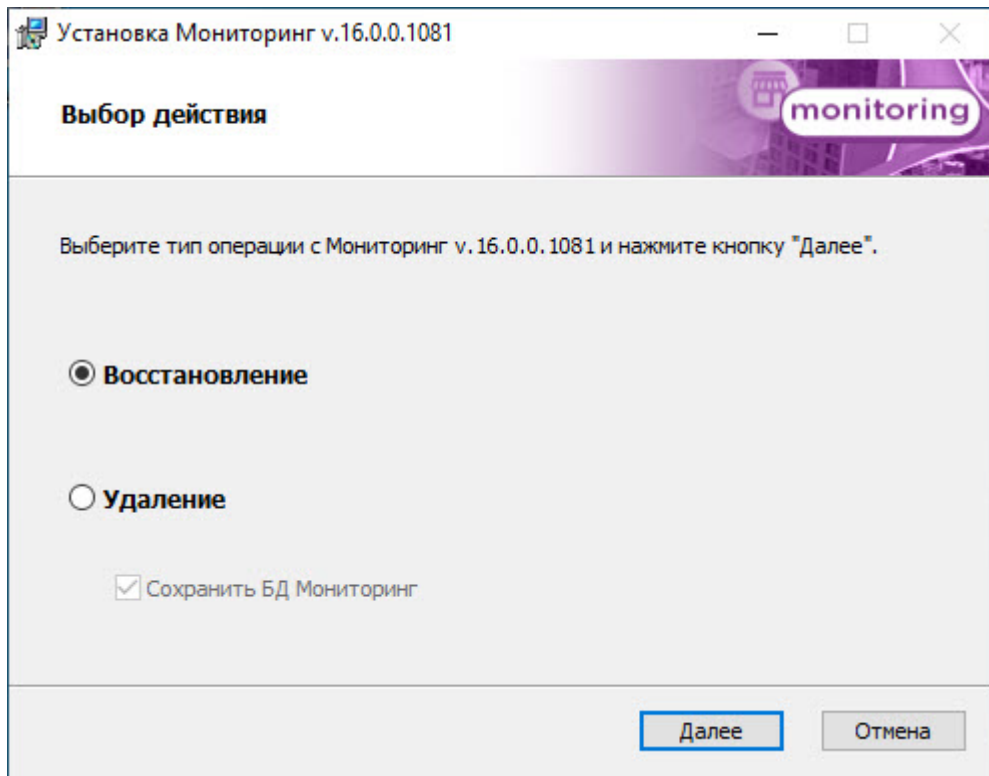 Установка Мониторинг v.16.0.0.1081
Выбор действия
monitoring
Выберите тип операции с Мониторинг v.16.0.0.1081 и нажмите кнопку "Далее".
Восстановление
Удаление
Сохранить БД Мониторинг
Далее
Отмена